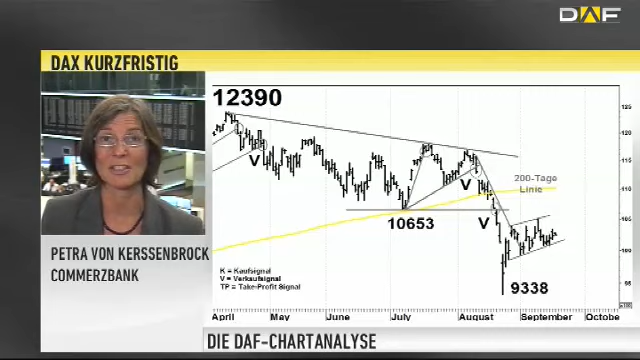 DAF
DAX KURZFRISTIG
12390
V
V
V
V
200-Tage
Linie
10653
9338
K = Kaufsignal
V = Verkaufsignal
TP = Take-Profit Signal
125
120
115
110
105
100
95
April May June July August September Octobe
PETRA VON KERSSENBROCK
COMMERZBANK
DIE DAF-CHARTANALYSE